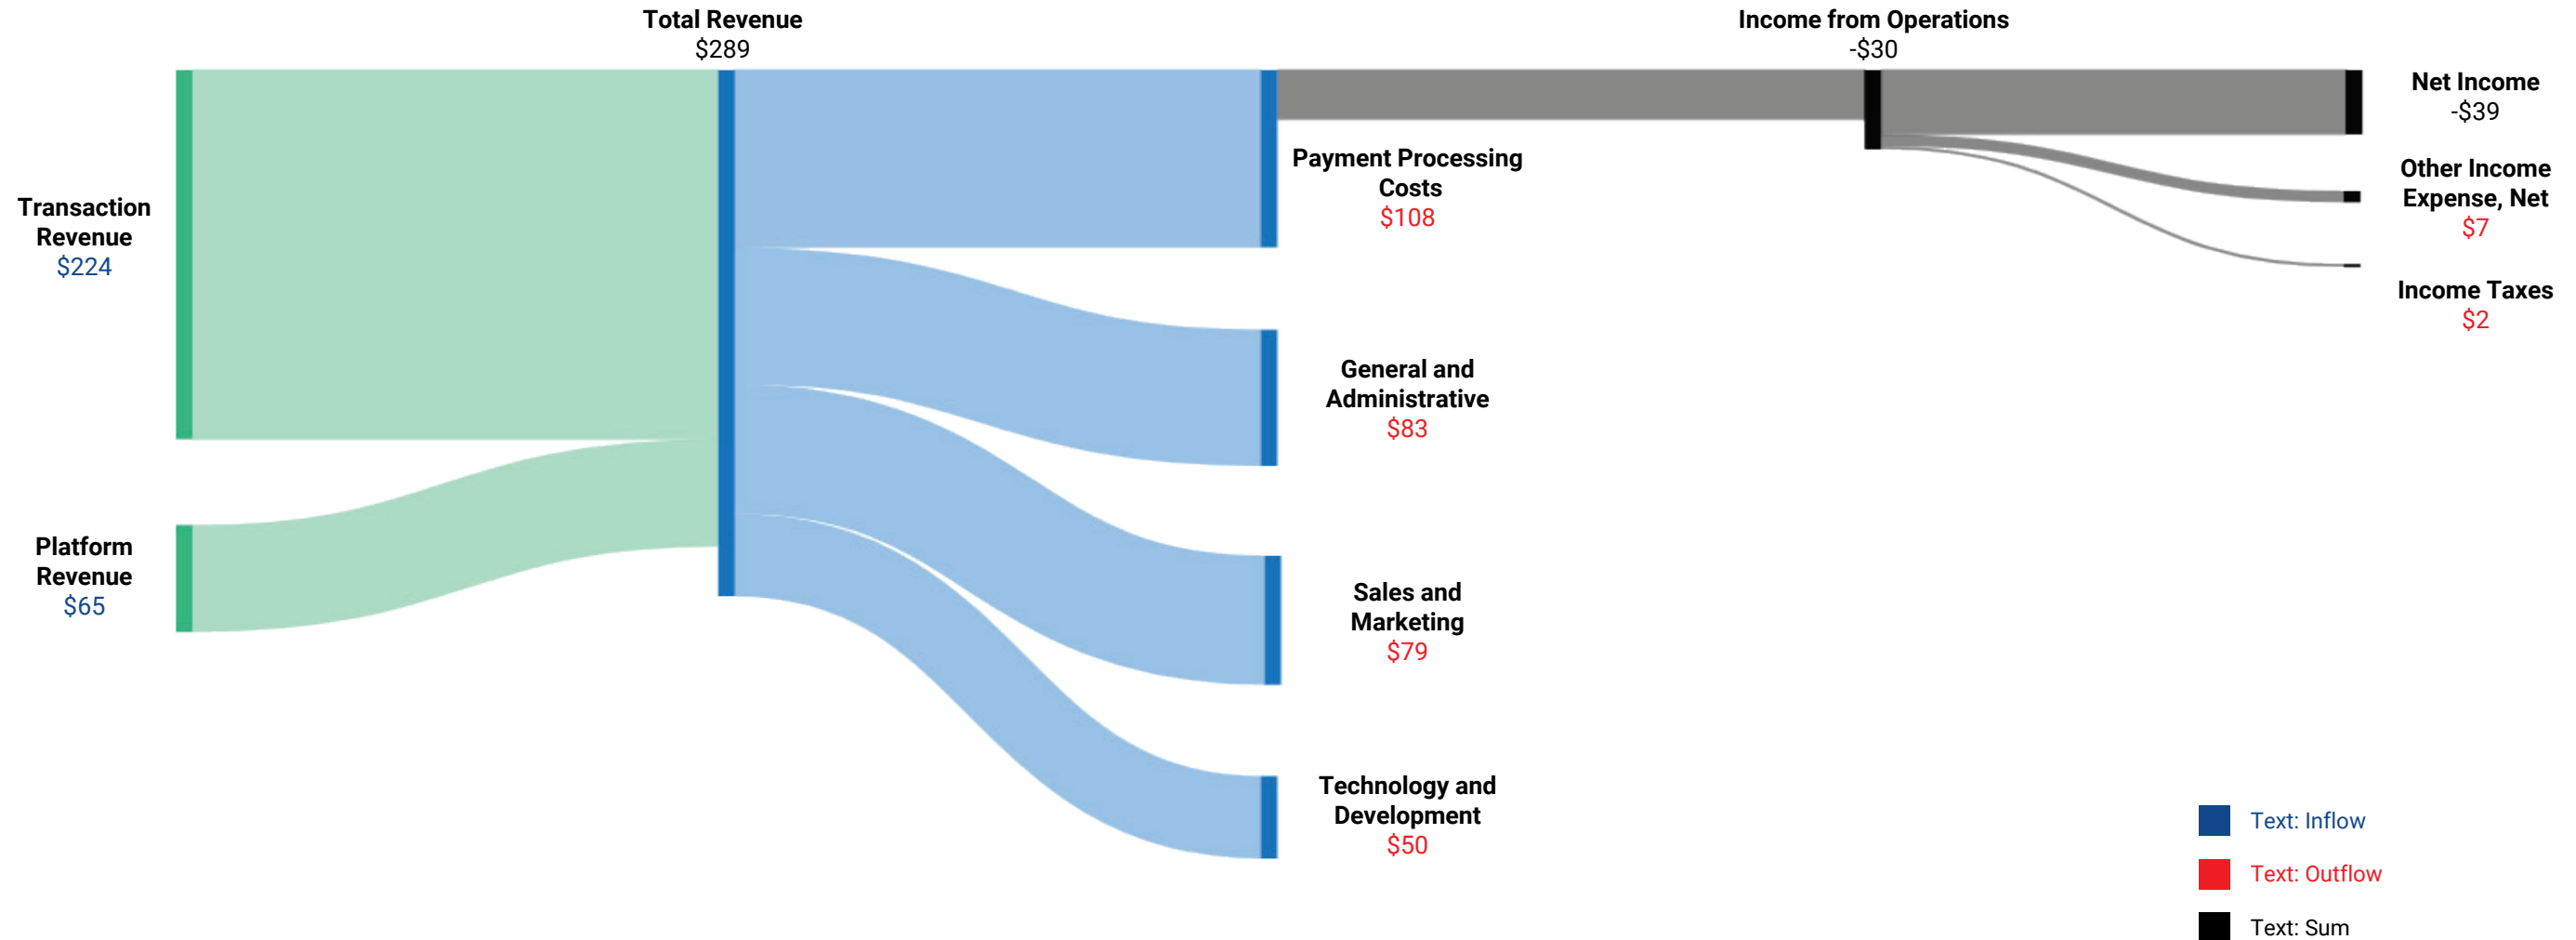 Total Revenue
$289
Income from Operations
-$30
Transaction
Revenue
$224
Platform
Revenue
$65
Payment Processing
Costs
$108
General and
Administrative
$83
Sales and
Marketing
$79
Technology and
Development
$50
Net Income
-$39
Other Income
Expense, Net
$7
Income Taxes
$2
Text: Inflow
Text: Outflow
Text: Sum